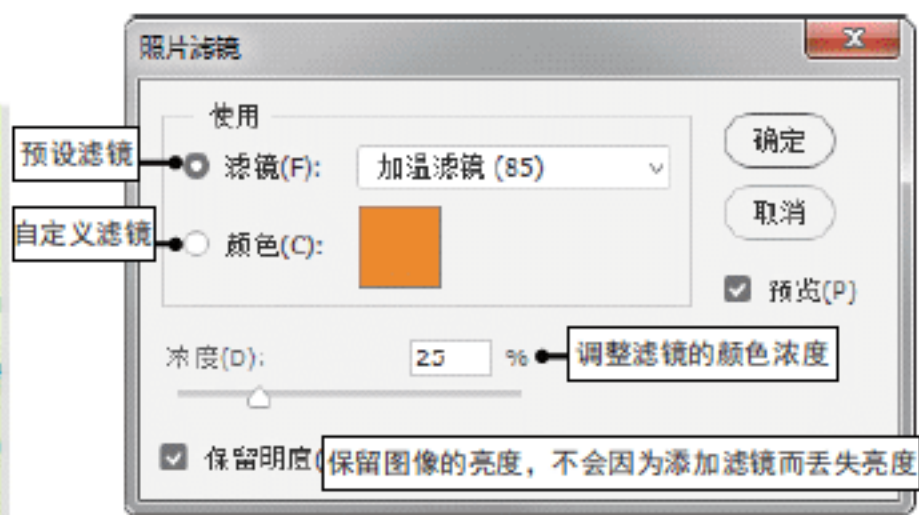 照片滤镜
使用
预设滤镜
滤镜(F):
加温滤镜 (85)
确定
自定义滤镜
颜色(C):
取消
预览(P)
浓度(D):
25
%
调整滤镜的颜色浓度
保留明度(
保留图像的亮度，不会因为添加滤镜而丢失亮度